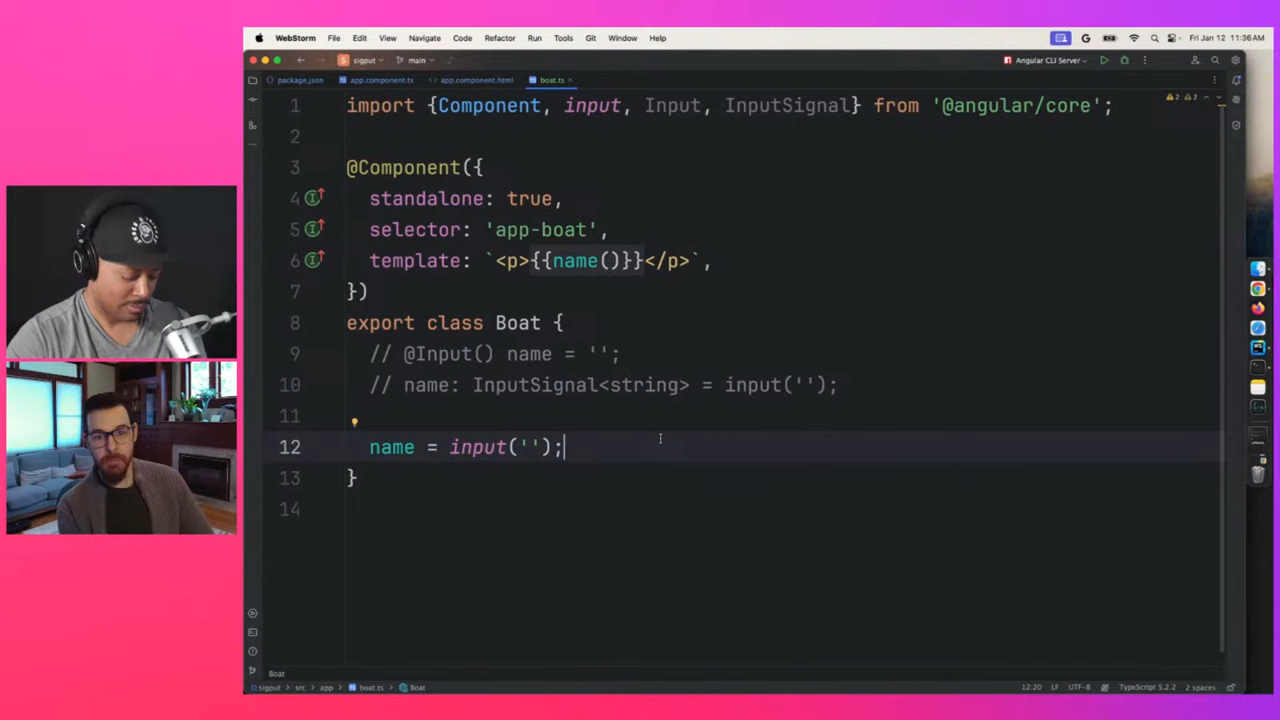 WebStorm File Edit View Navigate Code Refactor Run Tools Git Window Help Fri Jan 12 11:36AM
sigput main Angular CLI Server
package.json app.component.ts app.component.html boat.ts
1 import {Component, input, Input, InputSignal} from '@angular/core';
2
3 @Component({
4 standalone: true,
5 selector: 'app-boat',
6 template: `<p>{{name()}}</p>`,
7 })
8 export class Boat {
9 // @Input() name = '';
10 // name: InputSignal<string> = input('');
11
12 name = input('');
13 }
14
2 2
Boat
sigput src app boat.ts Boat 12:20 LF UTF-8 TypeScript 5.2.2 2 spaces